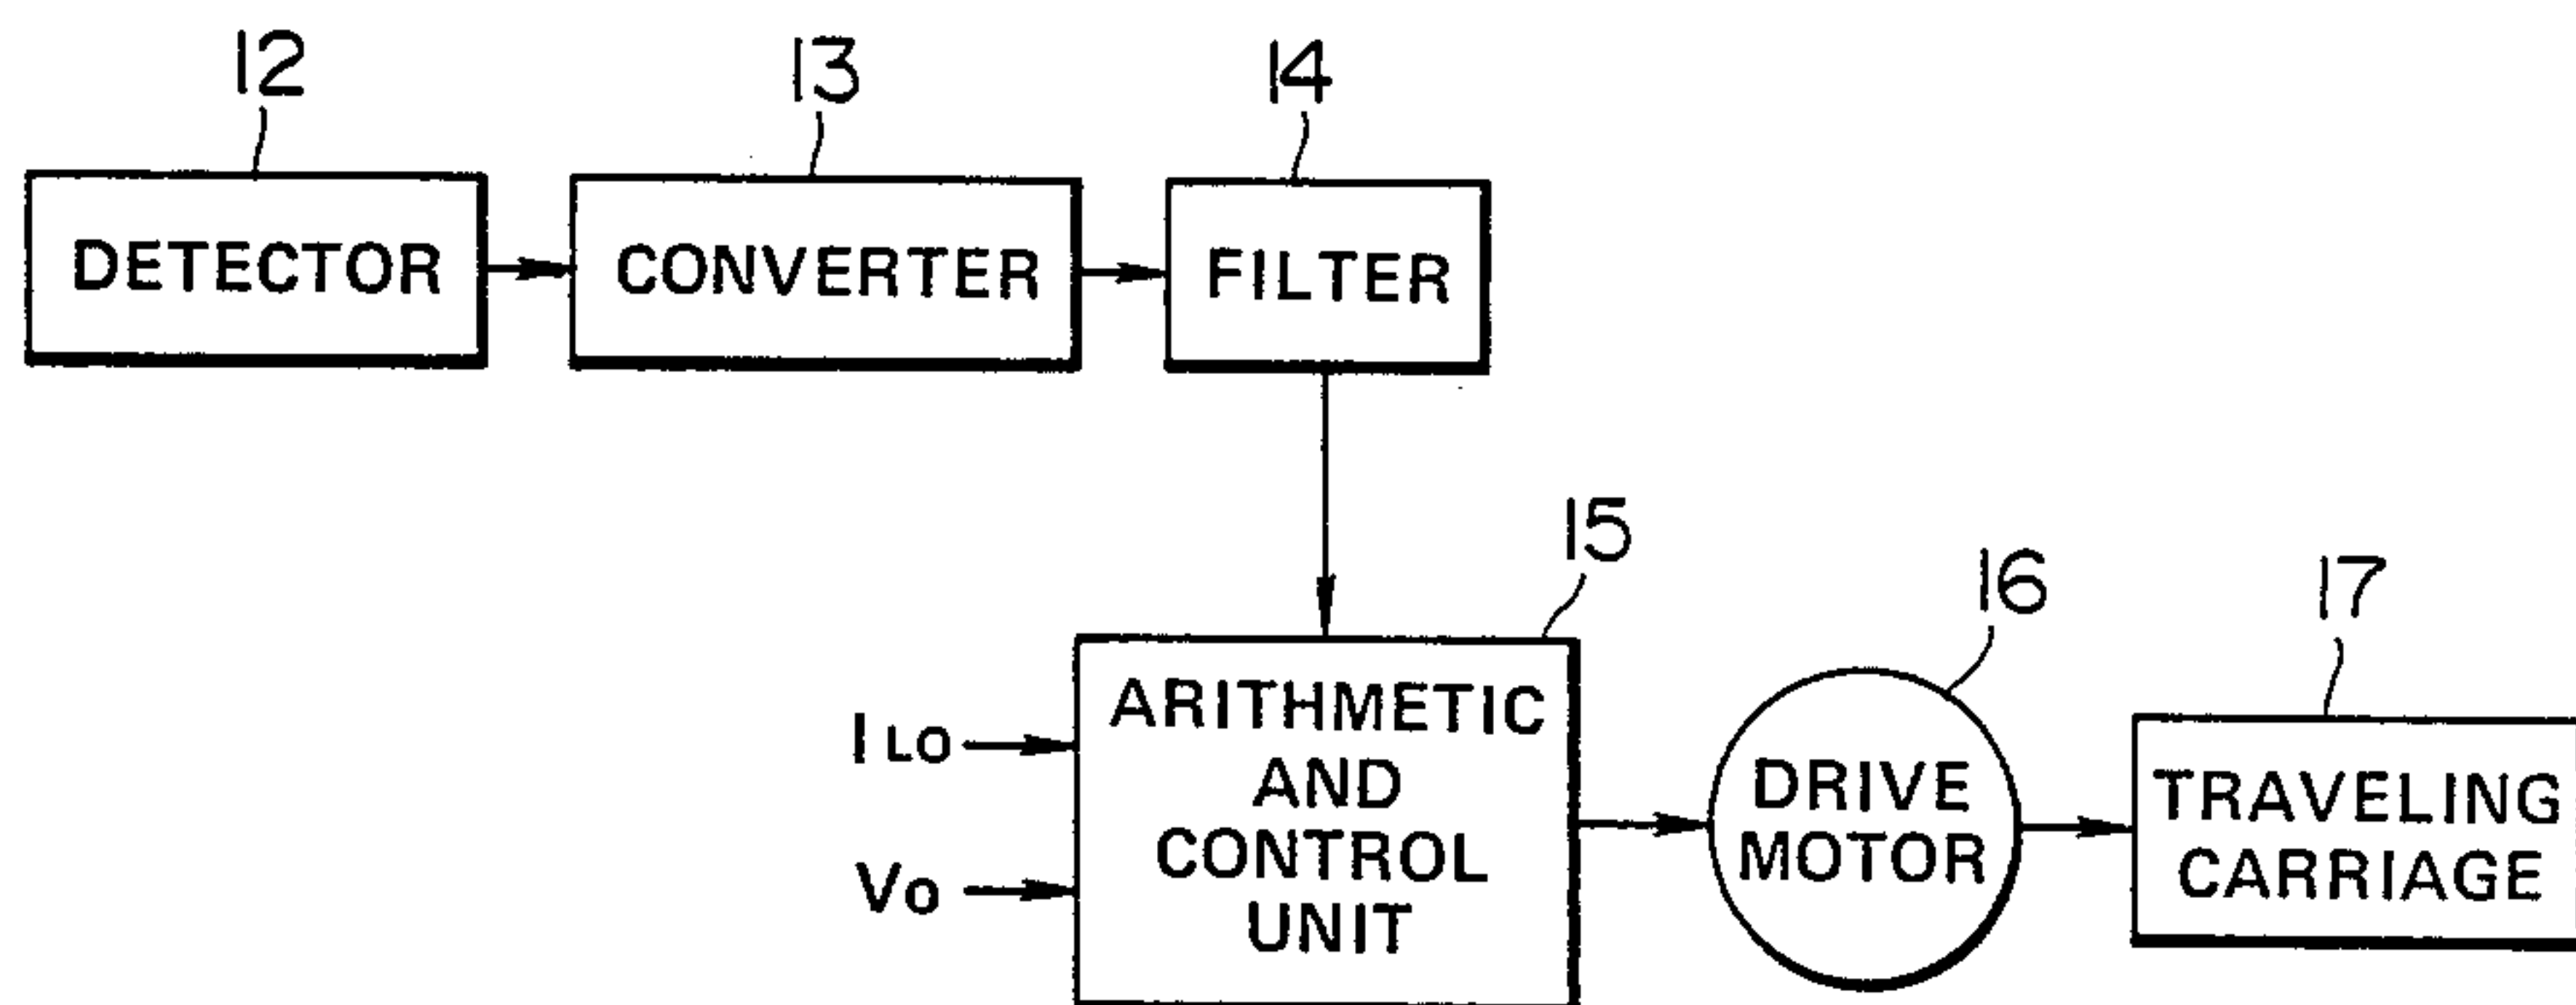 12
13
14
DETECTOR
CONVERTER
FILTER
15
16
17
ILO
VO
ARITHMETIC
AND
CONTROL
UNIT
DRIVE
MOTOR
TRAVELING
CARRIAGE